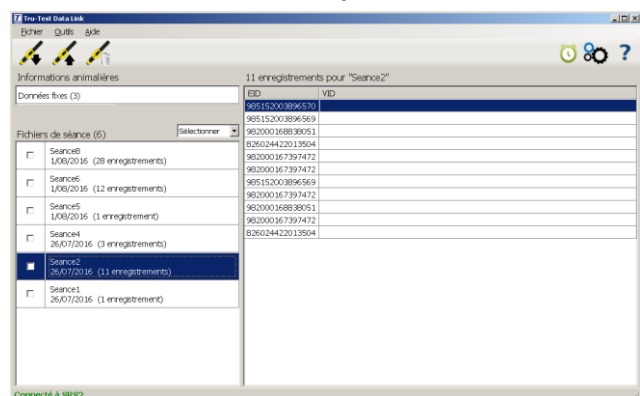 Tru-Test Data Link
Fichier Outils Aide
Informations animalières
Données fixes (3)
Fichiers de séance (6) Sélectionner
Seance8
1/08/2016 (28 enregistrements)
Seance6
1/08/2016 (12 enregistrements)
Seance5
1/08/2016 (1 enregistrement)
Seance4
26/07/2016 (3 enregistrements)
Seance2
26/07/2016 (11 enregistrements)
Seance1
26/07/2016 (1 enregistrement)
11 enregistrements pour "Seance2"
EID VID
985152003896570
985152003896569
982000168838051
826024422013504
982000167397472
982000167397472
985152003896569
982000167397472
982000168838051
982000167397472
826024422013504
Connecté à SRS2